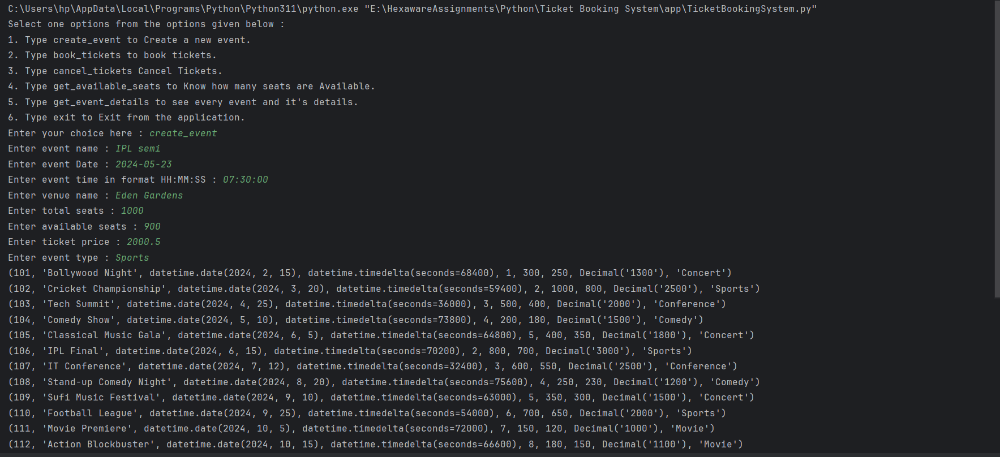 C:\Users\hp\AppData\Local\Programs\Python\Python311\python.exe "E:\HexawareAssignments\Python\Ticket Booking System\app\TicketBookingSystem.py"
Select one options from the options given below :
1. Type create_event to Create a new event.
2. Type book_tickets to book tickets.
3. Type cancel_tickets Cancel Tickets.
4. Type get_available_seats to Know how many seats are Available.
5. Type get_event_details to see every event and it's details.
6. Type exit to Exit from the application.
Enter your choice here : create_event
Enter event name : IPL semi
Enter event Date : 2024-05-23
Enter event time in format HH:MM:SS : 07:30:00
Enter venue name : Eden Gardens
Enter total seats : 1000
Enter available seats : 900
Enter ticket price : 2000.5
Enter event type : Sports
(101, 'Bollywood Night', datetime.date(2024, 2, 15), datetime.timedelta(seconds=68400), 1, 300, 250, Decimal('1300'), 'Concert')
(102, 'Cricket Championship', datetime.date(2024, 3, 20), datetime.timedelta(seconds=59400), 2, 1000, 800, Decimal('2500'), 'Sports')
(103, 'Tech Summit', datetime.date(2024, 4, 25), datetime.timedelta(seconds=36000), 3, 500, 400, Decimal('2000'), 'Conference')
(104, 'Comedy Show', datetime.date(2024, 5, 10), datetime.timedelta(seconds=73800), 4, 200, 180, Decimal('1500'), 'Comedy')
(105, 'Classical Music Gala', datetime.date(2024, 6, 5), datetime.timedelta(seconds=64800), 5, 400, 350, Decimal('1800'), 'Concert')
(106, 'IPL Final', datetime.date(2024, 6, 15), datetime.timedelta(seconds=70200), 2, 800, 700, Decimal('3000'), 'Sports')
(107, 'IT Conference', datetime.date(2024, 7, 12), datetime.timedelta(seconds=32400), 3, 600, 550, Decimal('2500'), 'Conference')
(108, 'Stand-up Comedy Night', datetime.date(2024, 8, 20), datetime.timedelta(seconds=75600), 4, 250, 230, Decimal('1200'), 'Comedy')
(109, 'Sufi Music Festival', datetime.date(2024, 9, 10), datetime.timedelta(seconds=63000), 5, 350, 300, Decimal('1500'), 'Concert')
(110, 'Football League', datetime.date(2024, 9, 25), datetime.timedelta(seconds=54000), 6, 700, 650, Decimal('2000'), 'Sports')
(111, 'Movie Premiere', datetime.date(2024, 10, 5), datetime.timedelta(seconds=72000), 7, 150, 120, Decimal('1000'), 'Movie')
(112, 'Action Blockbuster', datetime.date(2024, 10, 15), datetime.timedelta(seconds=66600), 8, 180, 150, Decimal('1100'), 'Movie')